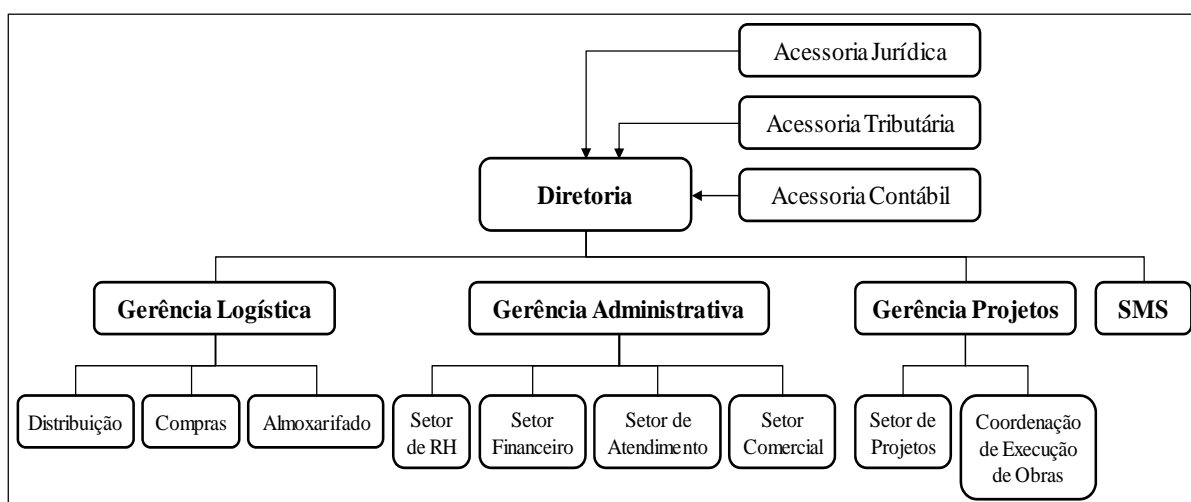 Acessoria Jurídica
Acessoria Tributária
Diretoria
Acessoria Contábil
Gerência Logística
Gerência Administrativa
Gerência Projetos
SMS
Distribuição
Compras
Almoxarifado
Setor
de RH
Setor
Financeiro
Setor de
Atendimento
Setor
Comercial
Setor de
Projetos
Coordenação
de Execução
de Obras